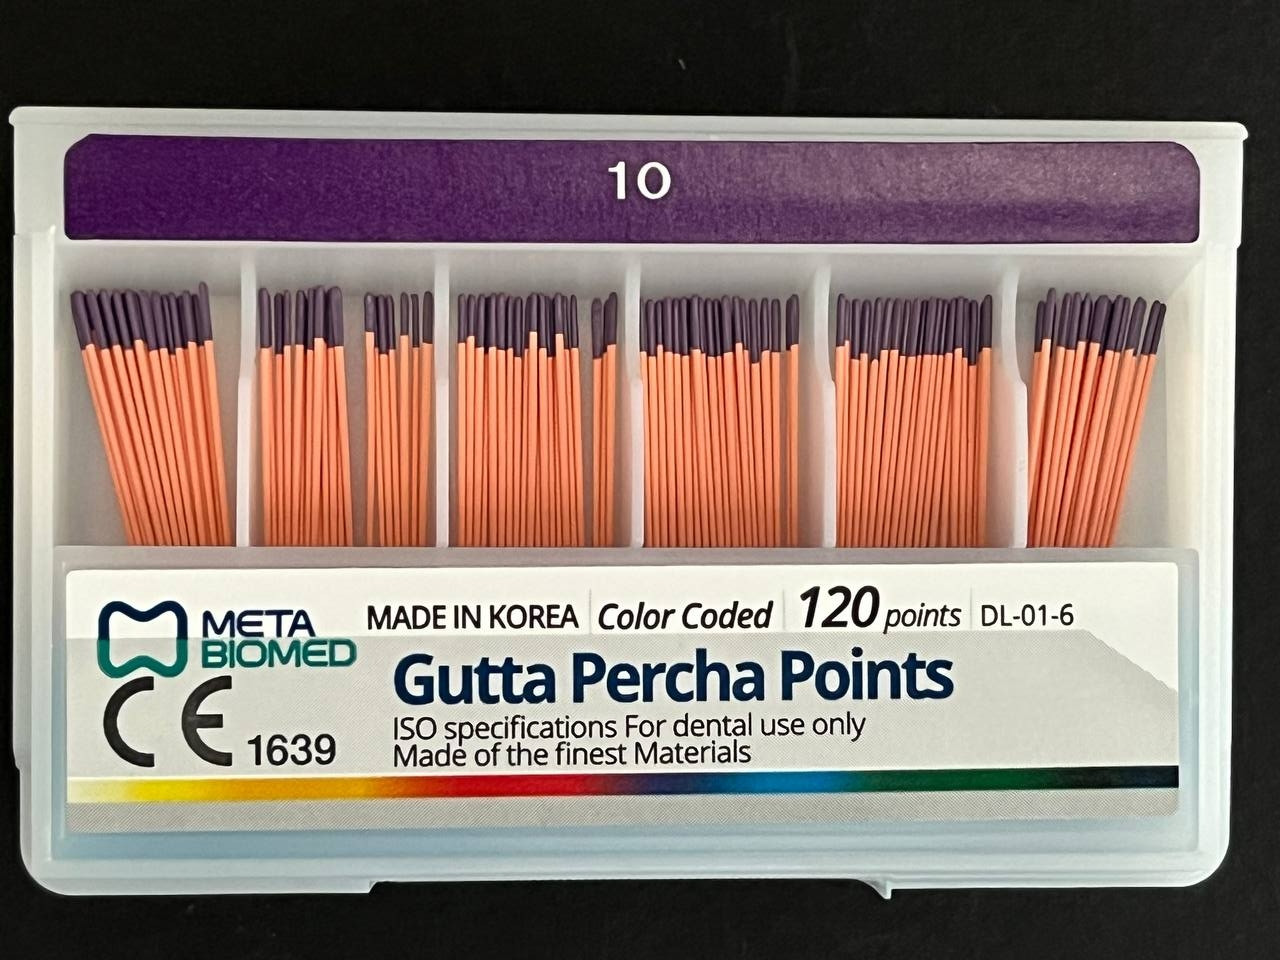 10
META
BIOMED
MADE IN KOREA Color Coded 120 points DL-01-6
Gutta Percha Points
CE 1639
ISO specifications For dental use only
Made of the finest Materials